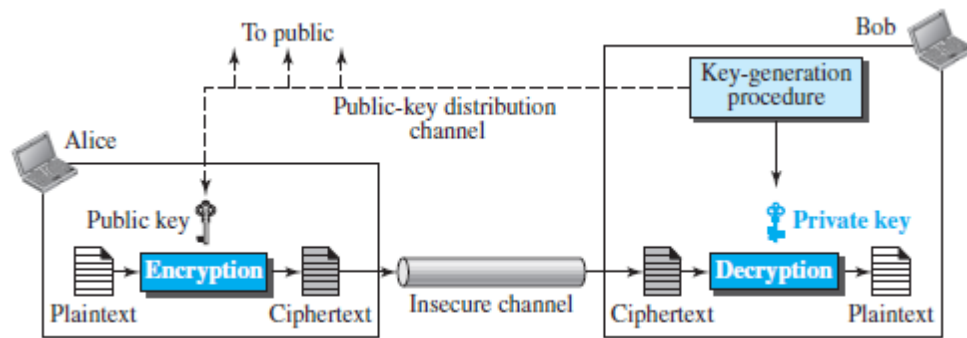 To public
Bob
Key-generation
procedure
Public-key distribution
channel
Alice
Public key
Private key
Encryption
Decryption
Plaintext
Ciphertext
Insecure channel
Ciphertext
Plaintext